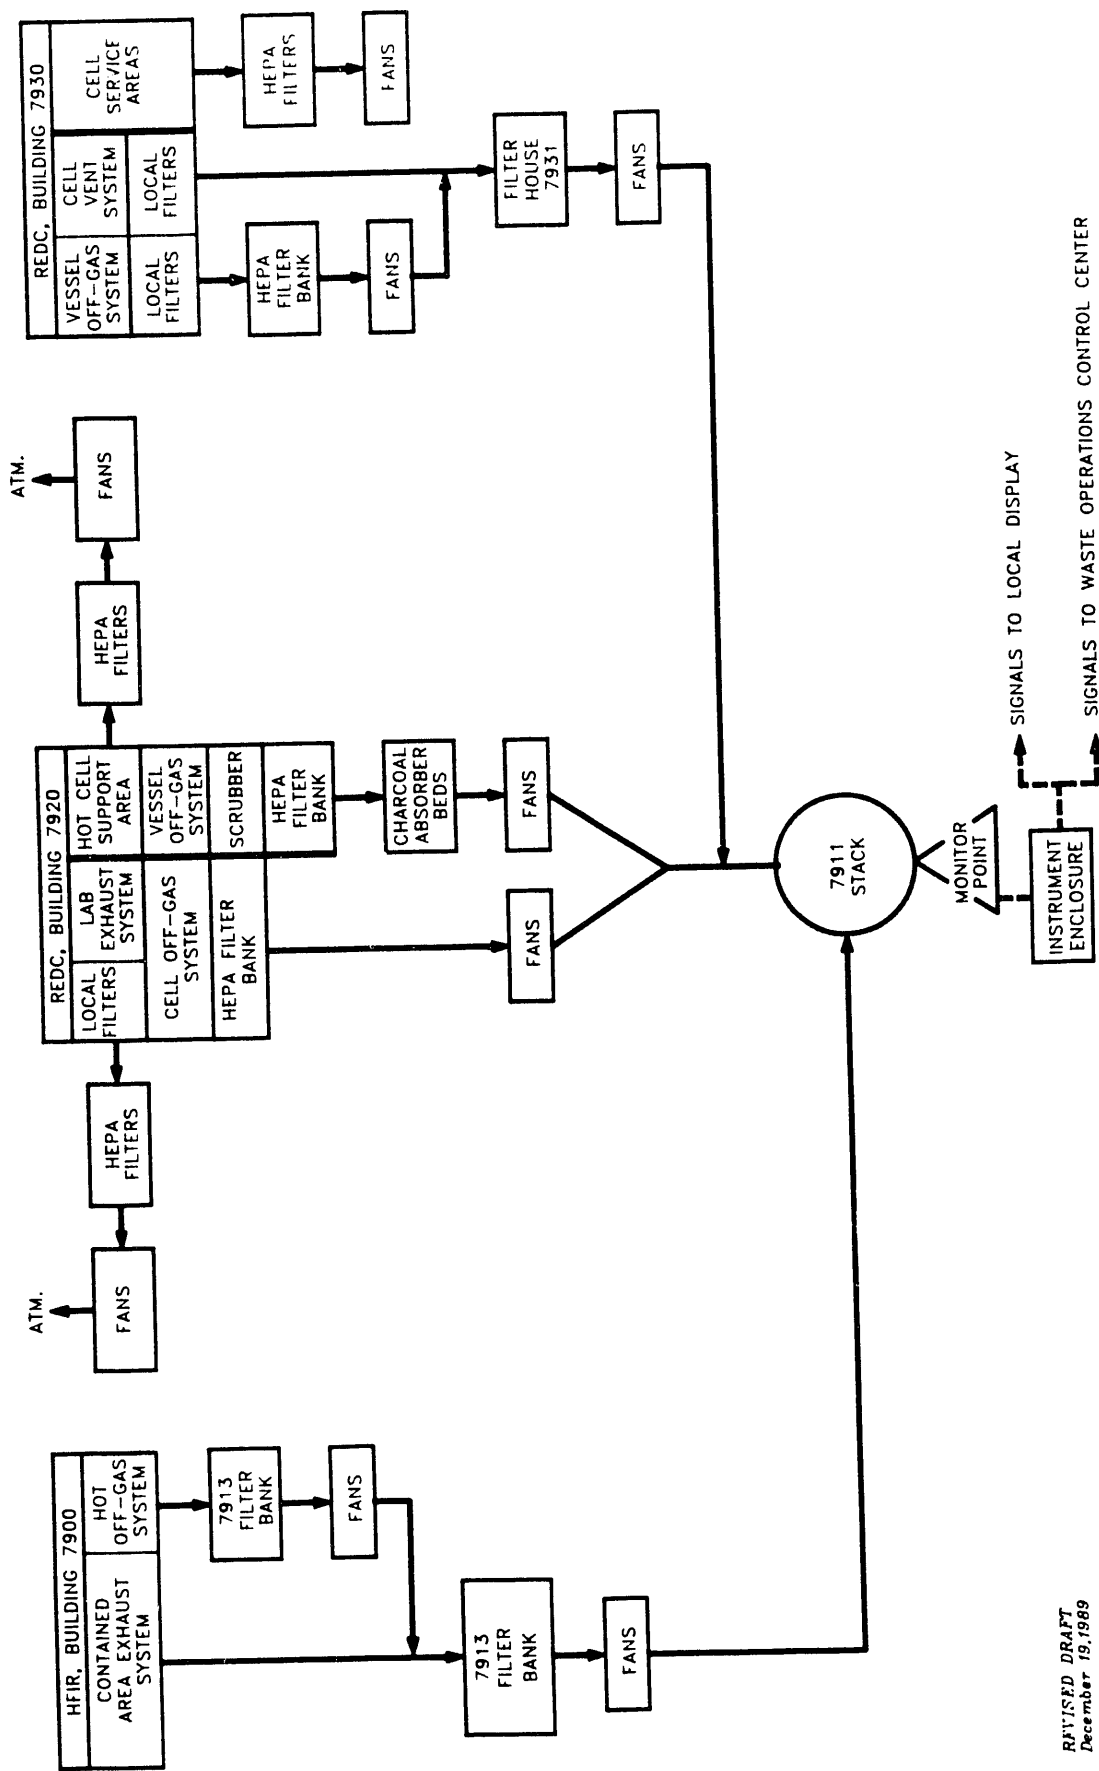 HFIR, BUILDING 7900
CONTAINED
AREA EXHAUST
SYSTEM
HOT
OFF-GAS
SYSTEM
7913
FILTER
BANK
FANS
7913
FILTER
BANK
FANS
ATM.
FANS
HEPA
FILTERS
REDC, BUILDING 7920
LOCAL
FILTERS
LAB
EXHAUST
SYSTEM
HOT CELL
SUPPORT
AREA
CELL OFF-GAS
SYSTEM
VESSEL
OFF-GAS
SYSTEM
HEPA FILTER
BANK
SCRUBBER
HEPA
FILTER
BANK
CHARCOAL
ABSORBER
BEDS
FANS
FANS
HEPA
FILTERS
FANS
ATM.
REDC, BUILDING 7930
VESSEL
OFF-GAS
SYSTEM
CELL
VENT
SYSTEM
CELL
SERVICE
AREAS
LOCAL
FILTERS
LOCAL
FILTERS
HEPA
FILTER
BANK
FANS
HEPA
FILTERS
FANS
FILTER
HOUSE
7931
FANS
7911
STACK
MONITOR
POINT
INSTRUMENT
ENCLOSURE
SIGNALS TO LOCAL DISPLAY
SIGNALS TO WASTE OPERATIONS CONTROL CENTER
REVISED DRAFT
December 19,1989